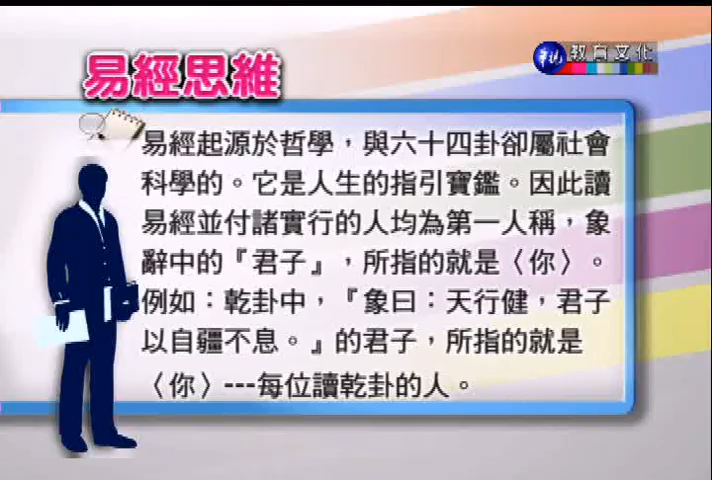 易經思維
華視 教育文化
易經起源於哲學，與六十四卦卻屬社會
科學的。它是人生的指引寶鑑。因此讀
易經並付諸實行的人均為第一人稱，象
辭中的『君子』，所指的就是〈你〉。
例如：乾卦中，『象曰：天行健，君子
以自疆不息。』的君子，所指的就是
〈你〉---每位讀乾卦的人。